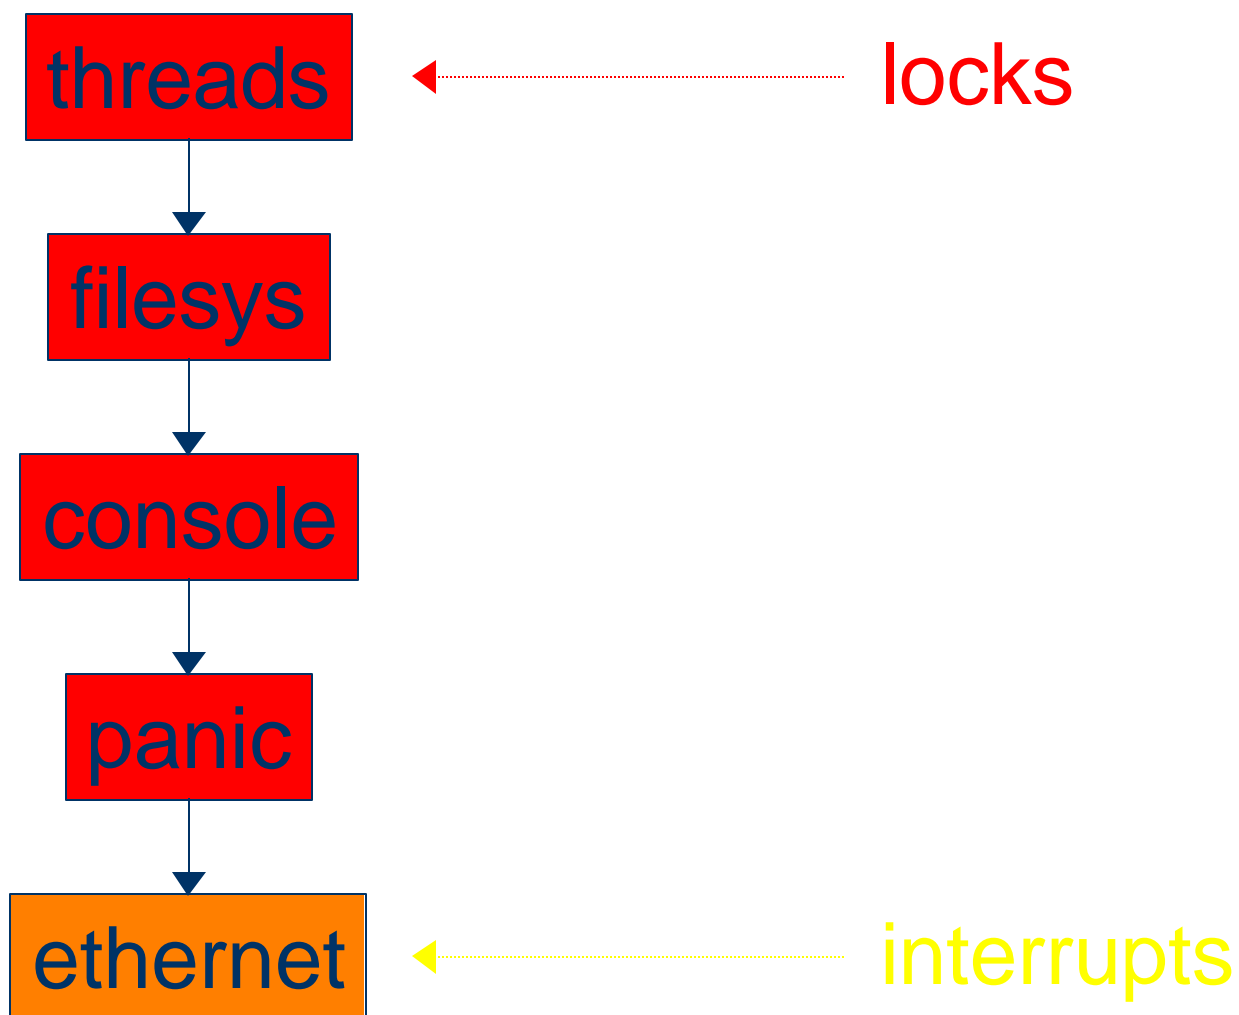 threads
locks
filesys
console
panic
ethernet
interrupts